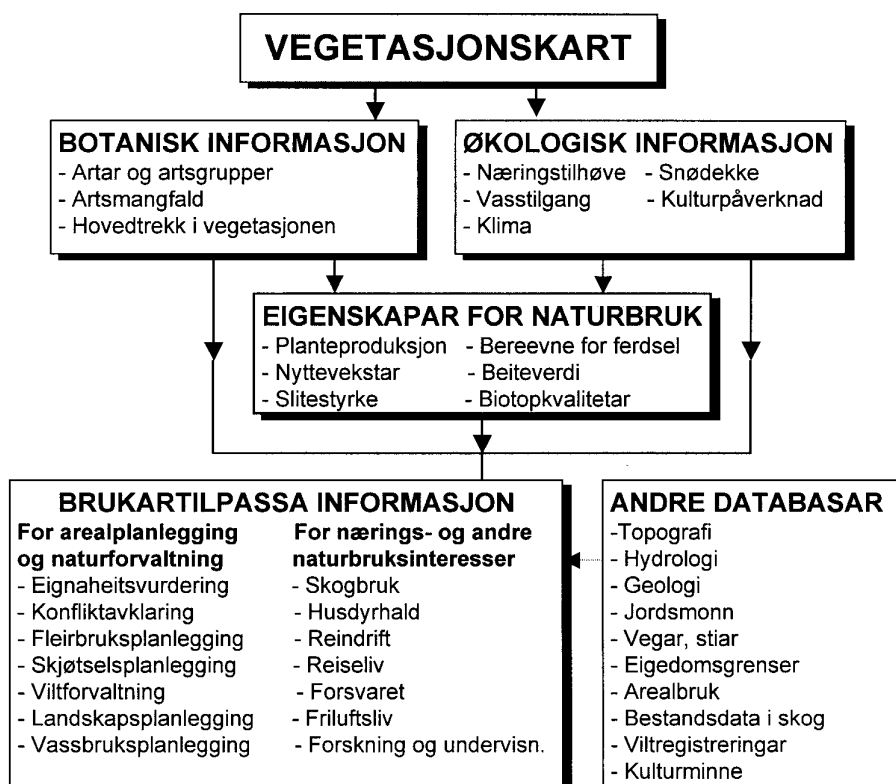 VEGETASJONSKART
BOTANISK INFORMASJON
- Artar og artsgrupper
- Artsmangfald
- Hovedtrekk i vegetasjonen
ØKOLOGISK INFORMASJON
- Næringstilhøve
- Vasstilgang
- Klima
- Snødekke
- Kulturpåverknad
EIGENSKAPAR FOR NATURBRUK
- Planteproduksjon
- Nyttevekstar
- Slitestyrke
- Bereevne for ferdsel
- Beiteverdi
- Biotopkvalitetar
BRUKARTILPASSA INFORMASJON
For arealplanlegging
og naturforvaltning
- Eignaheitsvurdering
- Konfliktavklaring
- Fleirbruksplanlegging
- Skjøtselsplanlegging
- Viltforvaltning
- Landskapsplanlegging
- Vassbruksplanlegging
For nærings- og andre
naturbruksinteresser
- Skogbruk
- Husdyrhald
- Reindrift
- Reiseliv
- Forsvaret
- Friluftsliv
- Forskning og undervisn.
ANDRE DATABASAR
-Topografi
- Hydrologi
- Geologi
- Jordsmonn
- Vegar, stiar
- Eigedomsgrenser
- Arealbruk
- Bestandsdata i skog
- Viltregistreringar
- Kulturminne